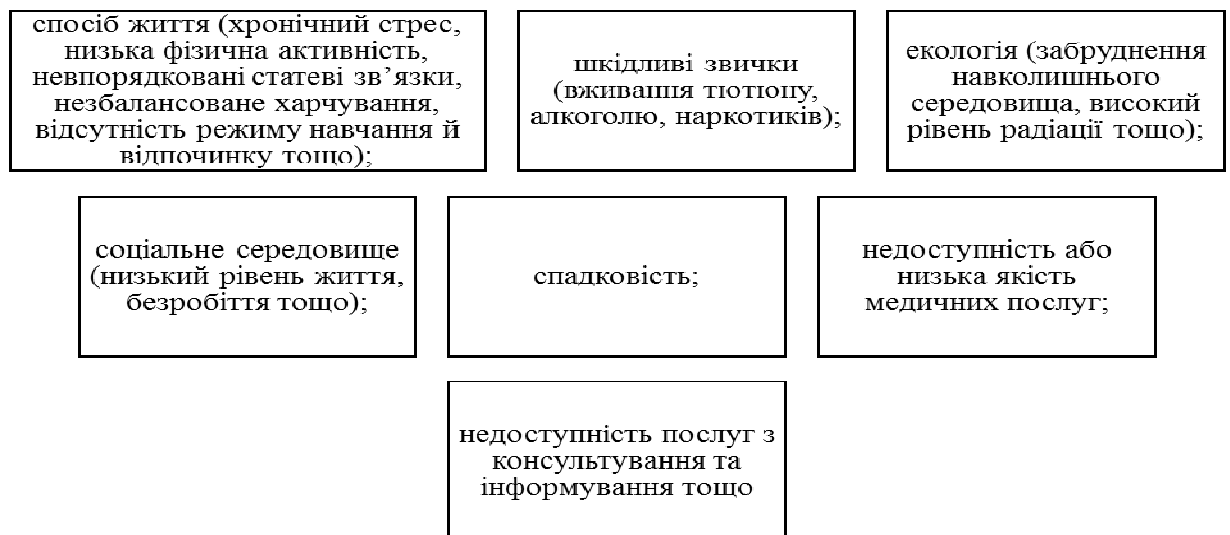 спосіб життя (хронічний стрес,
низька фізична активність,
невпорядковані статеві зв’язки,
незбалансоване харчування,
відсутність режиму навчання й
відпочинку тощо);
шкідливі звички
(вживання тютюну,
алкоголю, наркотиків);
екологія (забруднення
навколишнього
середовища, високий
рівень радіації тощо);
соціальне середовище
(низький рівень життя,
безробіття тощо);
спадковість;
недоступність або
низька якість
медичних послуг;
недоступність послуг з
консультування та
інформування тощо